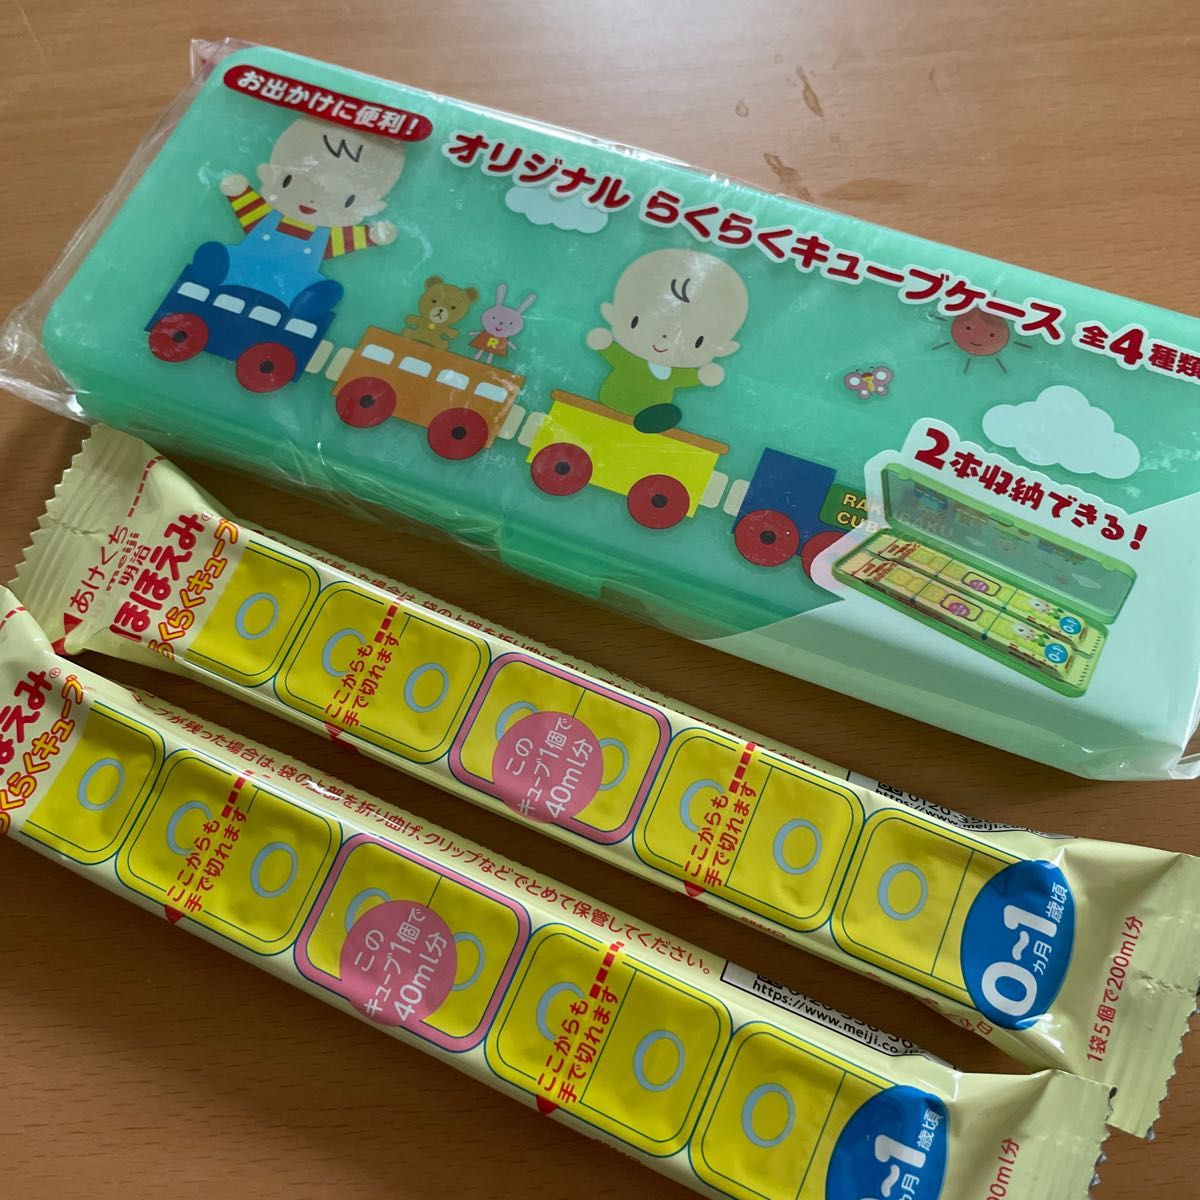 お出かけに便利!
オリジナル らくらくキューブケース 全4種類
R
2本収納できる!
あけくち
meiji
明治
ほほえみ®
らくらくキューブ
ここからも
手で切れます
この
キューブ1個で
40ml分
ここからも
手で切れます
0~1
カ月 歳頃
1袋5個で200ml分
https://www.meiji.co
ほえみ®
くらくキューブ
ーブが残った場合は、袋の上部を折り曲げ、クリップなどでとめて保管してください。
ここからも
手で切れます
この
キューブ1個で
40ml分
ここからも
手で切れます
https://www.meiji.co.jp
0~1
カ月 歳頃
00ml分